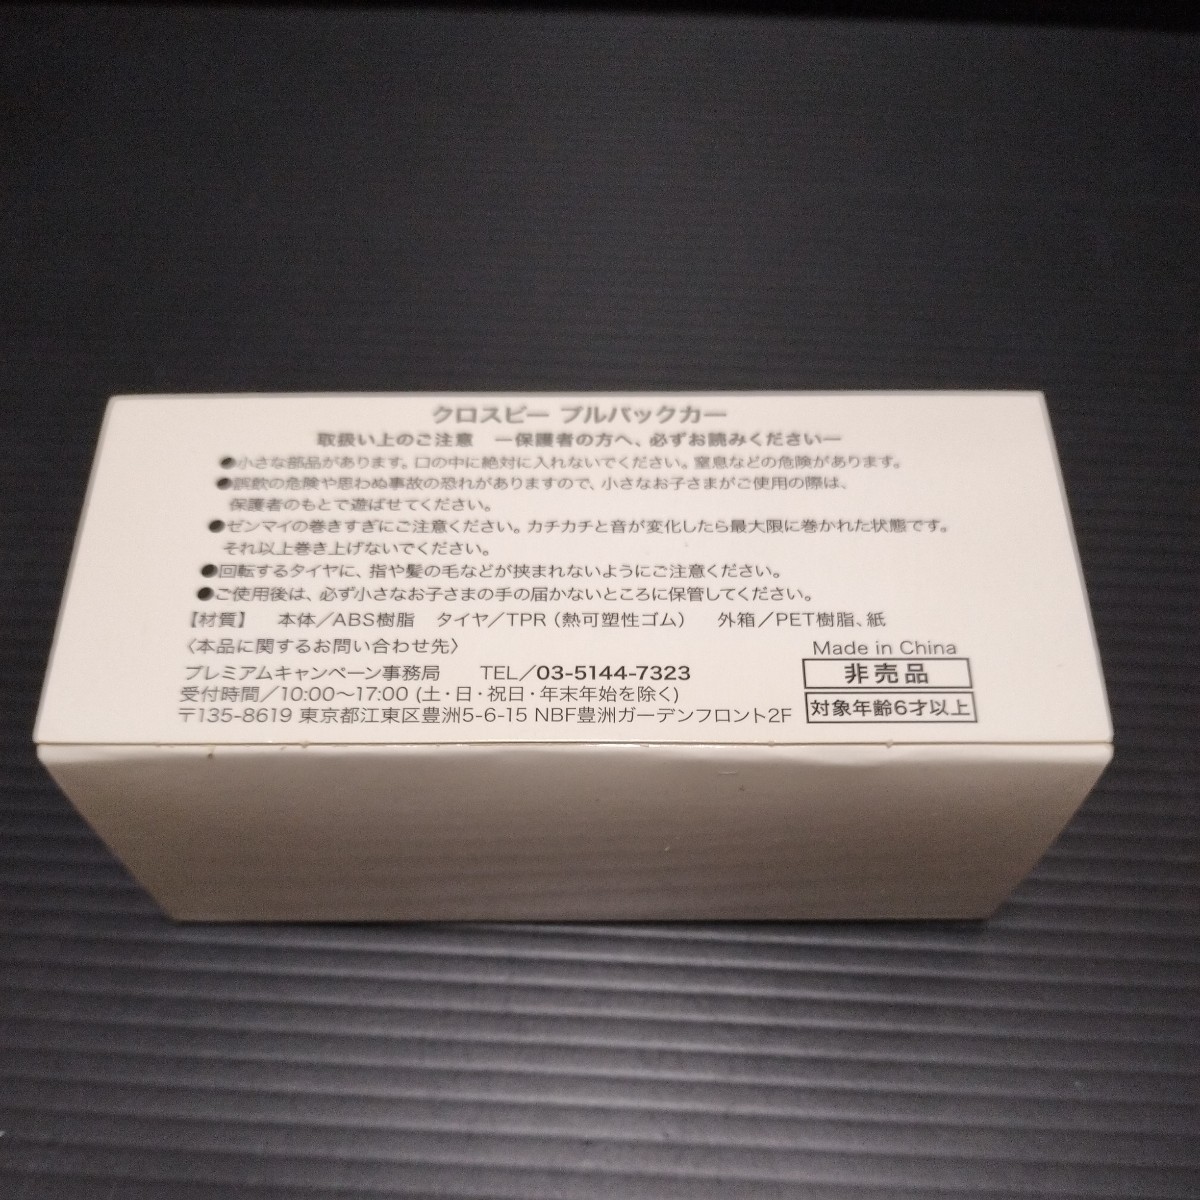 クロスビー プルバックカー
取扱い上のご注意 ー保護者の方へ、必ずお読みくださいー
●小さな部品があります。口の中に絶対に入れないでください。窒息などの危険があります。
●誤飲の危険や思わぬ事故の恐れがありますので、小さなお子さまがご使用の際は、
保護者のもとで遊ばせてください。
●ゼンマイの巻きすぎにご注意ください。カチカチと音が変化したら最大限に巻かれた状態です。
それ以上巻き上げないでください。
●回転するタイヤに、指や髪の毛などが挟まれないようにご注意ください。
●ご使用後は、必ず小さなお子さまの手の届かないところに保管してください。
【材質】 本体／ABS樹脂 タイヤ／TPR（熱可塑性ゴム） 外箱／PET樹脂、紙
〈本品に関するお問い合わせ先〉
プレミアムキャンペーン事務局 TEL／03-5144-7323
受付時間／10:00〜17:00 (土・日・祝日・年末年始を除く)
〒135-8619 東京都江東区豊洲5-6-15 NBF豊洲ガーデンフロント2F
Made in China
非売品
対象年齢6才以上